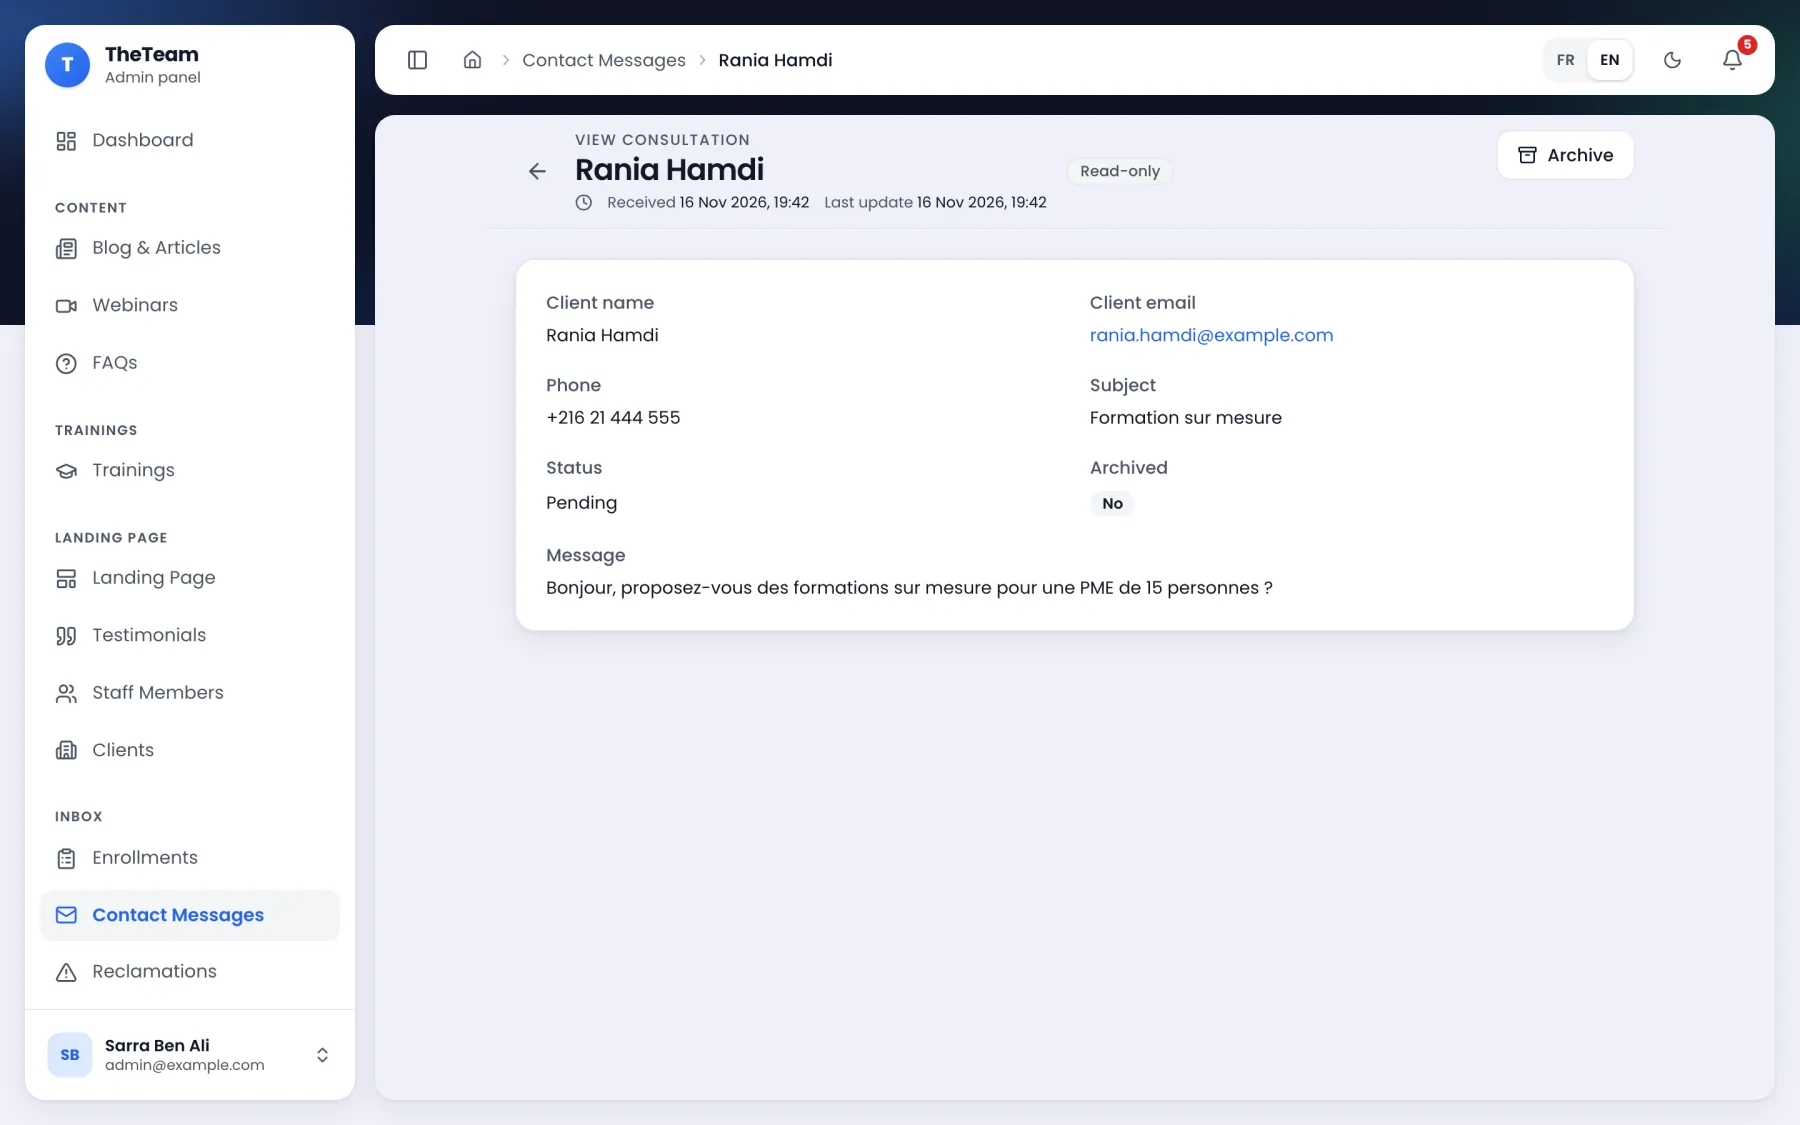 T
TheTeam
Admin panel
Dashboard
CONTENT
Blog & Articles
Webinars
FAQs
TRAININGS
Trainings
LANDING PAGE
Landing Page
Testimonials
Staff Members
Clients
INBOX
Enrollments
Contact Messages
Reclamations
SB
Sarra Ben Ali
admin@example.com
Contact Messages
Rania Hamdi
FR
EN
5
VIEW CONSULTATION
Rania Hamdi
Read-only
Received 16 Nov 2026, 19:42 Last update 16 Nov 2026, 19:42
Archive
Client name
Rania Hamdi
Client email
rania.hamdi@example.com
Phone
+216 21 444 555
Subject
Formation sur mesure
Status
Pending
Archived
No
Message
Bonjour, proposez-vous des formations sur mesure pour une PME de 15 personnes ?